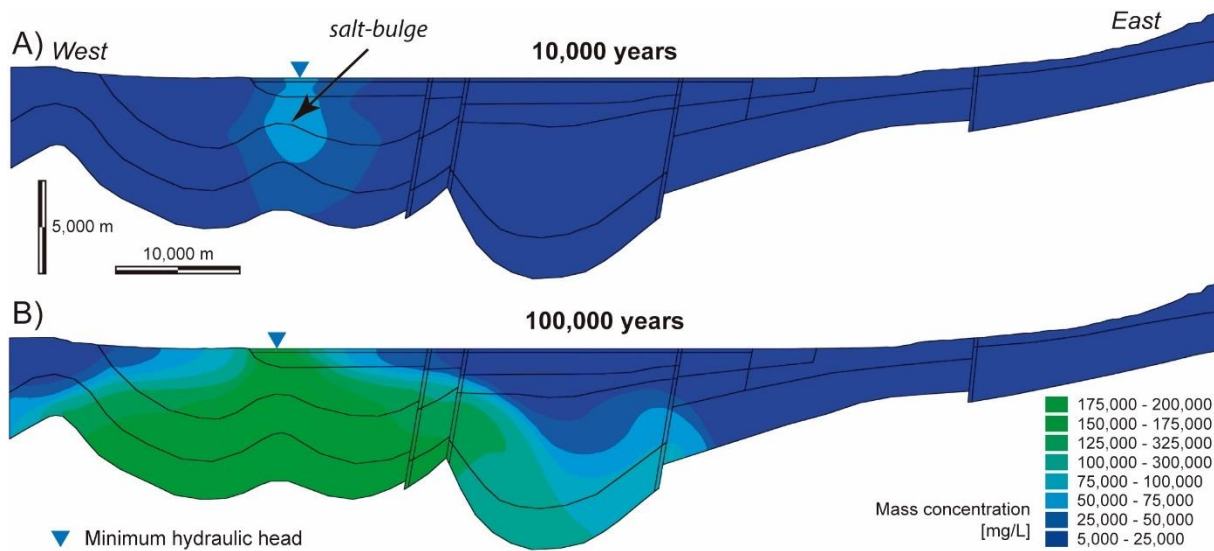 A) West
salt-bulge
10,000 years
East
5,000 m
10,000 m
B)
100,000 years
175,000 - 200,000
150,000 - 175,000
125,000 - 325,000
100,000 - 300,000
75,000 - 100,000
50,000 - 75,000
25,000 - 50,000
5,000 - 25,000
Mass concentration
[mg/L]
Minimum hydraulic head